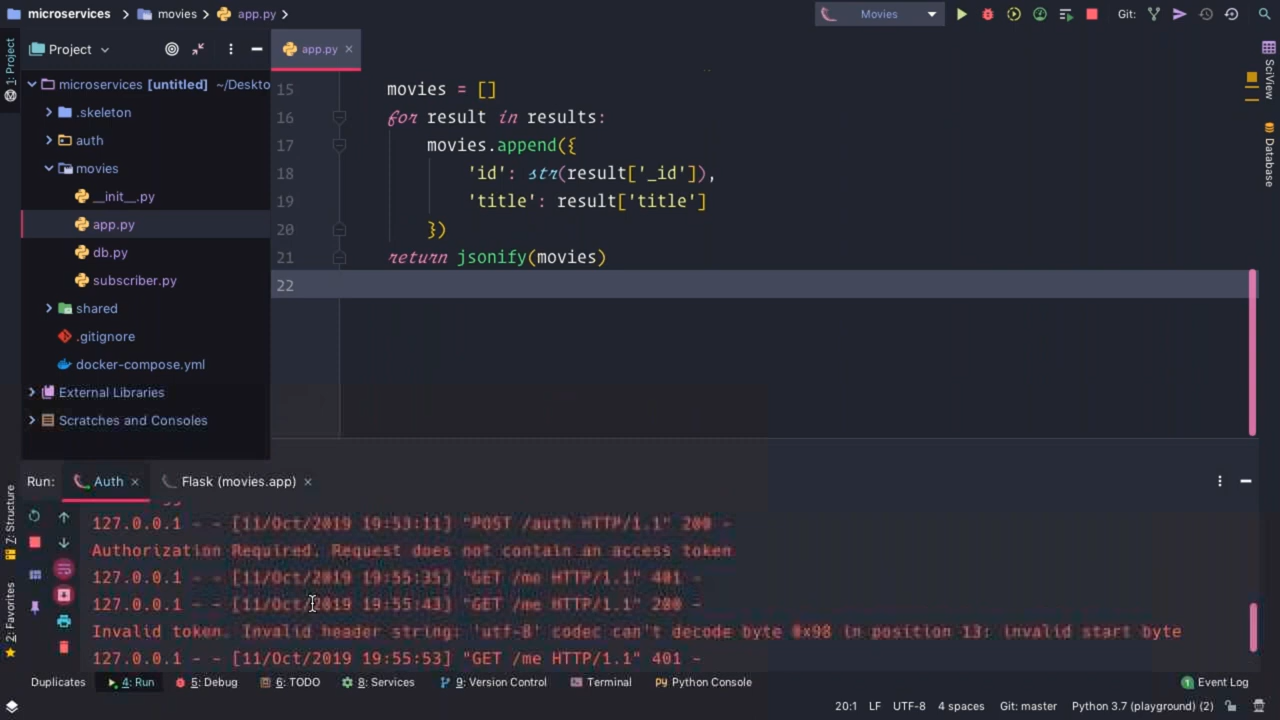 microservices movies app.py Movies Git:
1: Project
Project
app.py
SciView
Database
microservices [untitled] ~/Deskto
.skeleton
auth
movies
__init__.py
app.py
db.py
subscriber.py
shared
.gitignore
docker-compose.yml
External Libraries
Scratches and Consoles
15 movies = []
16 for result in results:
17 movies.append({
18 'id': str(result['_id']),
19 'title': result['title']
20 })
21 return jsonify(movies)
22
Z: Structure
2: Favorites
Run: Auth Flask (movies.app)
127.0.0.1 - - [11/Oct/2019 19:53:11] "POST /auth HTTP/1.1" 200 -
Authorization Required. Request does not contain an access token
127.0.0.1 - - [11/Oct/2019 19:55:35] "GET /me HTTP/1.1" 401 -
127.0.0.1 - - [11/Oct/2019 19:55:43] "GET /me HTTP/1.1" 200 -
Invalid token. Invalid header string: 'utf-8' codec can't decode byte 0x98 in position 13: invalid start byte
127.0.0.1 - - [11/Oct/2019 19:55:53] "GET /me HTTP/1.1" 401 -
Duplicates 4: Run 5: Debug 6: TODO 8: Services 9: Version Control Terminal Python Console 1 Event Log
20:1 LF UTF-8 4 spaces Git: master Python 3.7 (playground) (2)